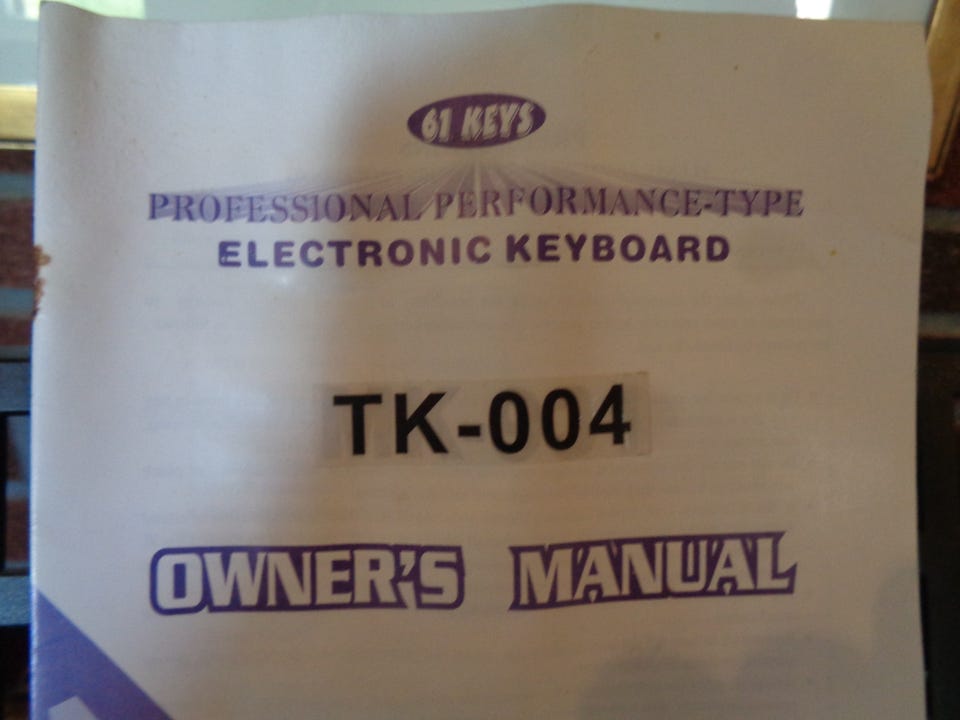 61 KEYS
PROFESSIONAL PERFORMANCE-TYPE
ELECTRONIC KEYBOARD
TK-004
OWNER'S MANUAL